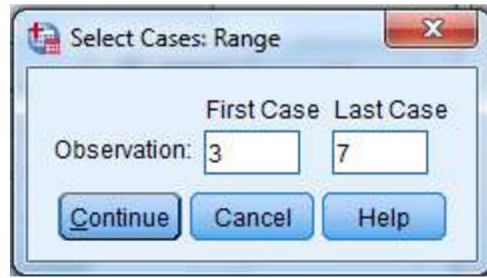 Select Cases: Range
First Case Last Case
Observation: 3 7
Continue Cancel Help